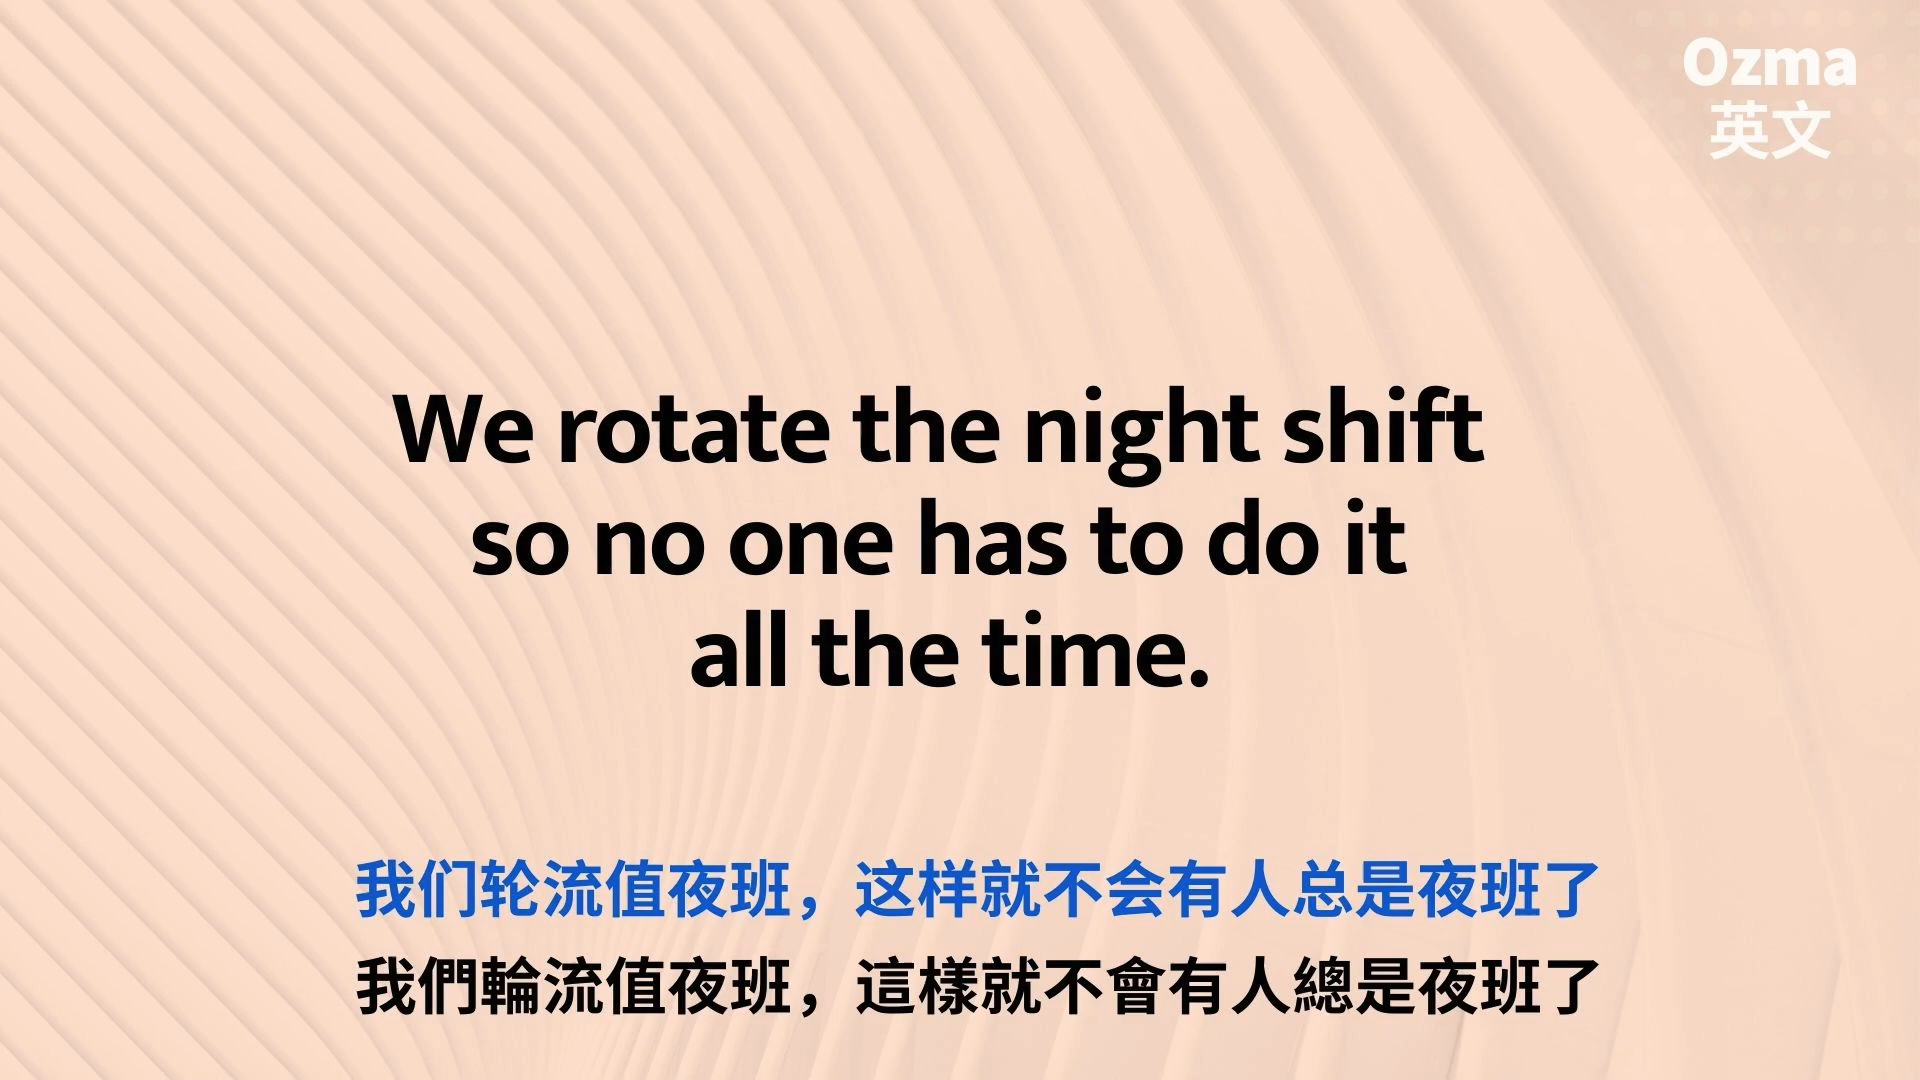 Ozma
英文
We rotate the night shift
so no one has to do it
all the time.
我们轮流值夜班，这样就不会有人总是夜班了
我們輪流值夜班，這樣就不會有人總是夜班了